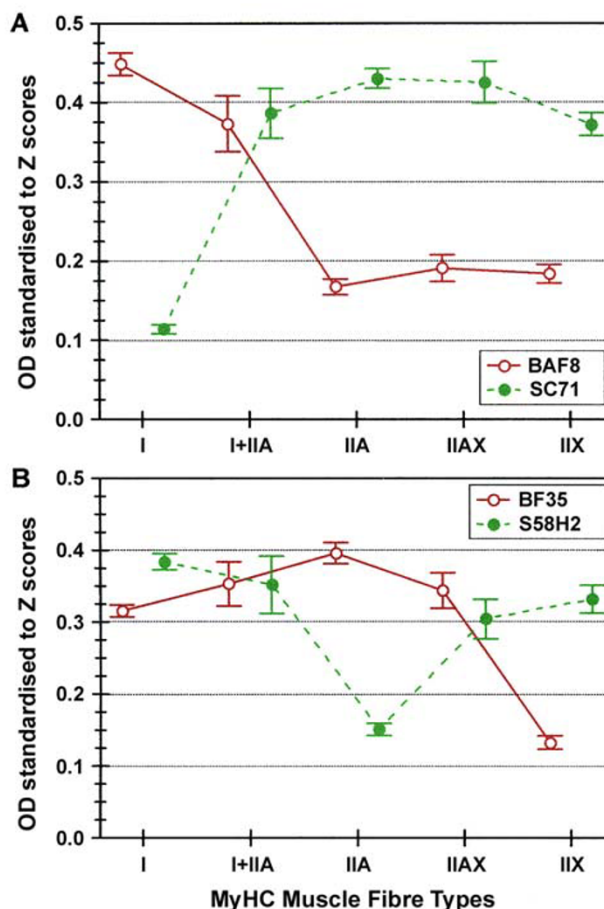 A
OD standardised to Z scores
0.5
0.4
0.3
0.2
0.1
0.0
BAF8
SC71
I I+IIA IIA IIAX IIX
B
OD standardised to Z scores
0.5
0.4
0.3
0.2
0.1
0.0
BF35
S58H2
I I+IIA IIA IIAX IIX
MyHC Muscle Fibre Types